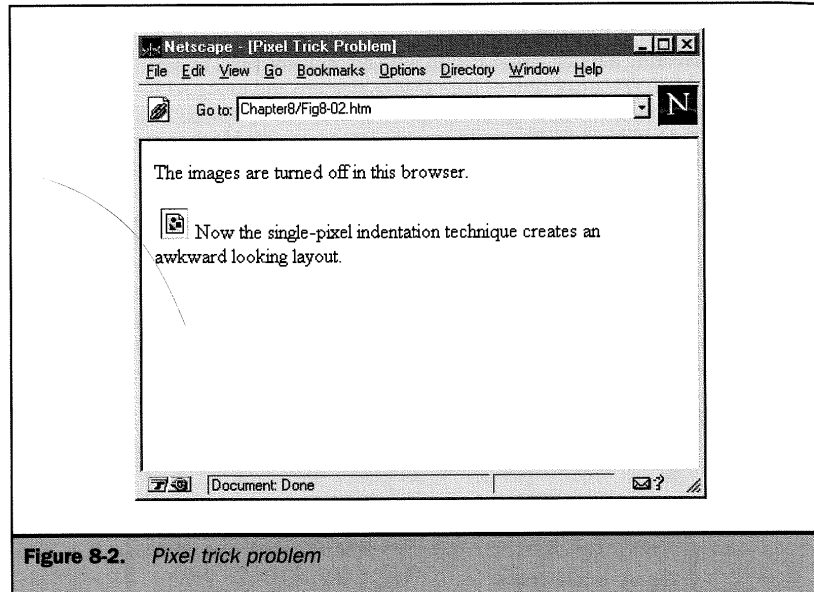 Netscape - [Pixel Trick Problem]
File Edit View Go Bookmarks Options Directory Window Help
Go to: Chapter8/Fig8-02.htm
N
The images are turned off in this browser.
Now the single-pixel indentation technique creates an
awkward looking layout.
Document: Done
?
Figure 8-2. Pixel trick problem